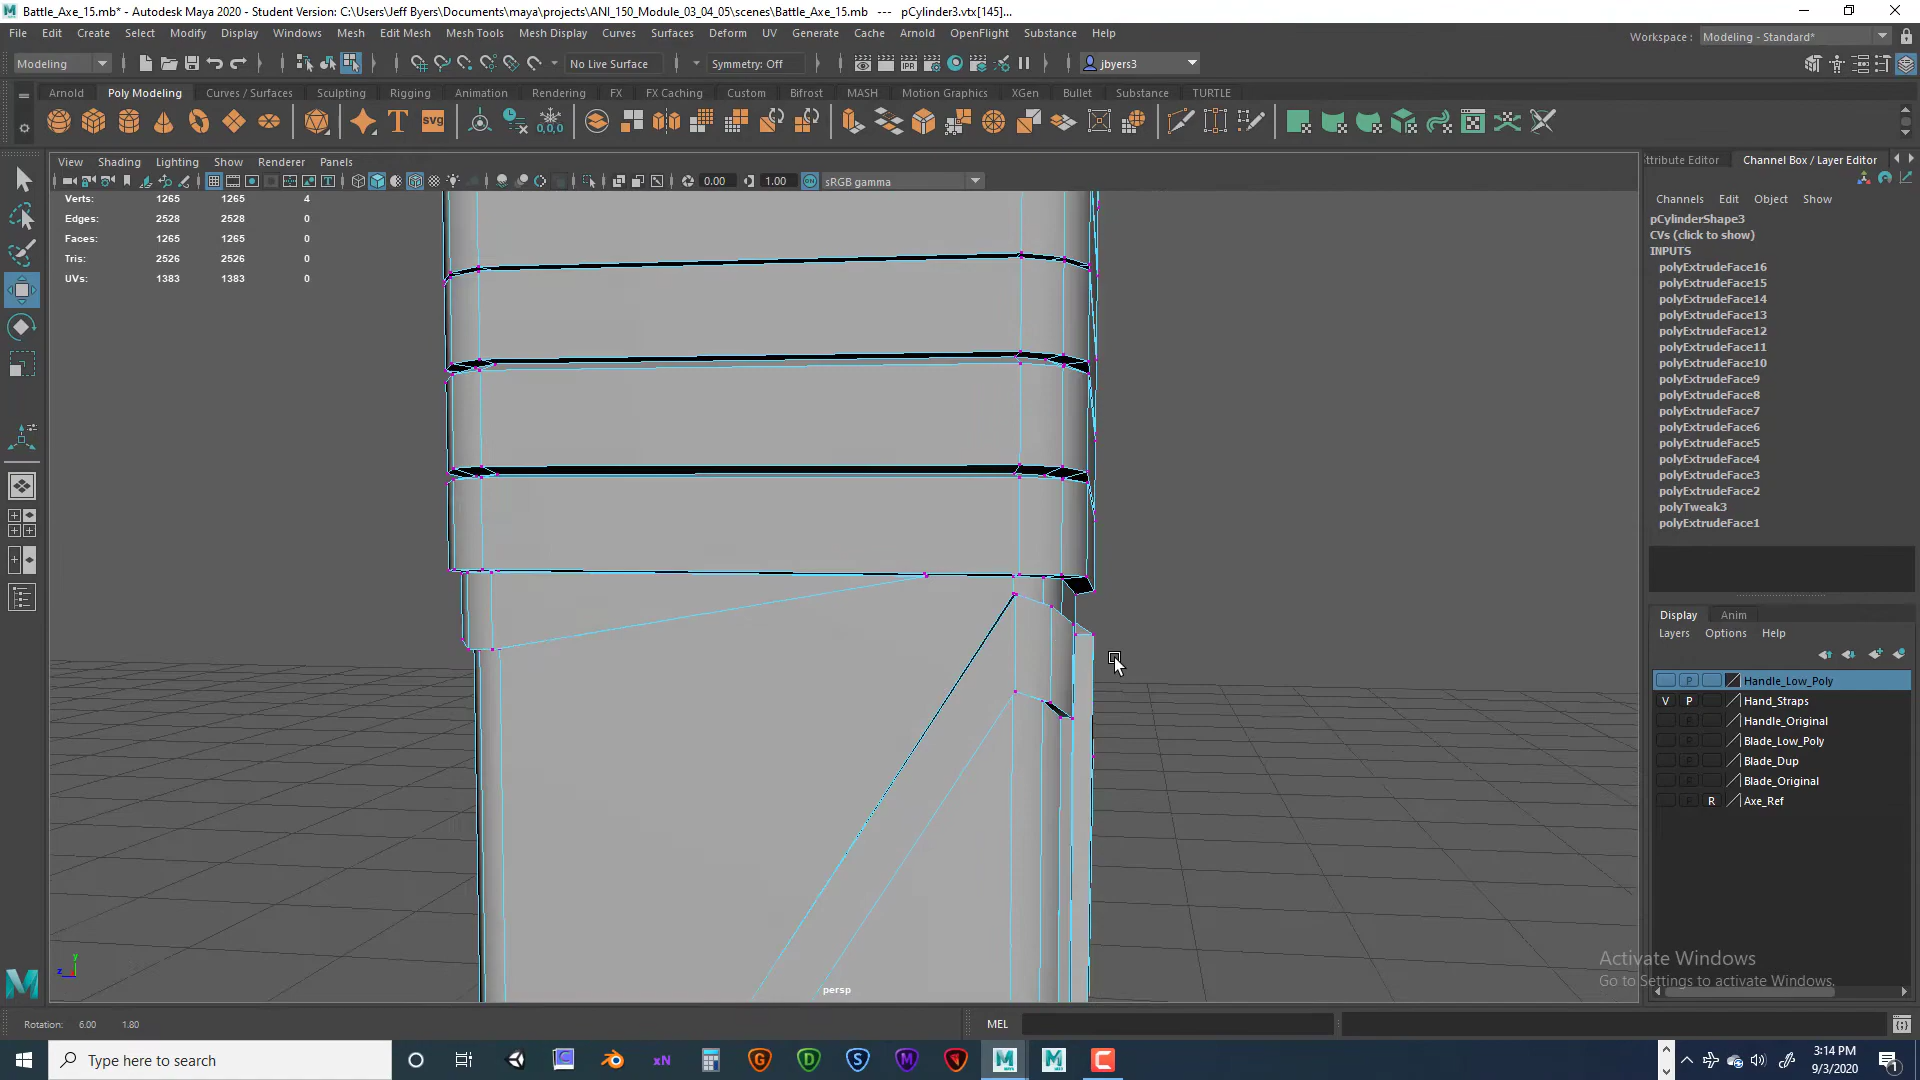 Battle_Axe_15.mb* - Autodesk Maya 2020 - Student Version: C:\Users\Jeff Byers\Documents\maya\projects\ANI_150_Module_03_04_05\scenes\Battle_Axe_15.mb   ---   pCylinder3.vtx[145]...
File Edit Create Select Modify Display Windows Mesh Edit Mesh Mesh Tools Mesh Display Curves Surfaces Deform UV Generate Cache Arnold OpenFlight Substance Help
Workspace : Modeling - Standard*
Modeling
No Live Surface
Symmetry: Off
jbyers3
Arnold Poly Modeling Curves / Surfaces Sculpting Rigging Animation Rendering FX FX Caching Custom Bifrost MASH Motion Graphics XGen Bullet Substance TURTLE
T svg 0,0,0
View Shading Lighting Show Renderer Panels
0.00 1.00 sRGB gamma
Verts: 1265 1265 4
Edges: 2528 2528 0
Faces: 1265 1265 0
Tris: 2526 2526 0
UVs: 1383 1383 0
persp
y
z
ttribute Editor Channel Box / Layer Editor
Channels Edit Object Show
pCylinderShape3
CVs (click to show)
INPUTS
polyExtrudeFace16
polyExtrudeFace15
polyExtrudeFace14
polyExtrudeFace13
polyExtrudeFace12
polyExtrudeFace11
polyExtrudeFace10
polyExtrudeFace9
polyExtrudeFace8
polyExtrudeFace7
polyExtrudeFace6
polyExtrudeFace5
polyExtrudeFace4
polyExtrudeFace3
polyExtrudeFace2
polyTweak3
polyExtrudeFace1
Display Anim
Layers Options Help
P Handle_Low_Poly
V P Hand_Straps
Handle_Original
P Blade_Low_Poly
Blade_Dup
Blade_Original
R Axe_Ref
Activate Windows
Go to Settings to activate Windows.
Rotation: 6.00 1.80
MEL
Type here to search
xN
G D S M
3:14 PM
9/3/2020
1